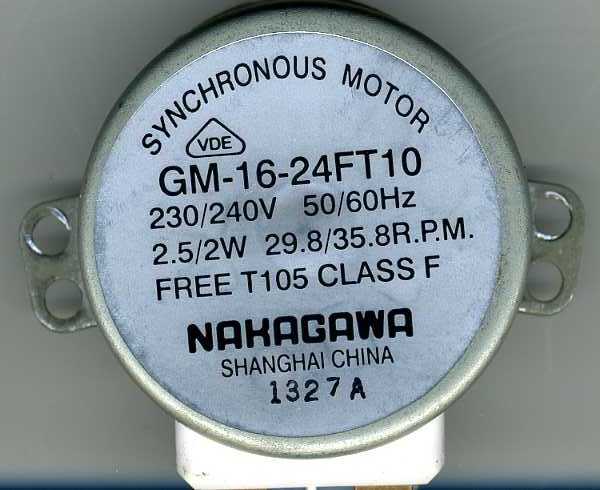 SYNCHRONOUS MOTOR
VDE
GM-16-24FT10
230/240V 50/60Hz
2.5/2W 29.8/35.8R.P.M.
FREE T105 CLASS F
NAKAGAWA
SHANGHAI CHINA
1327A